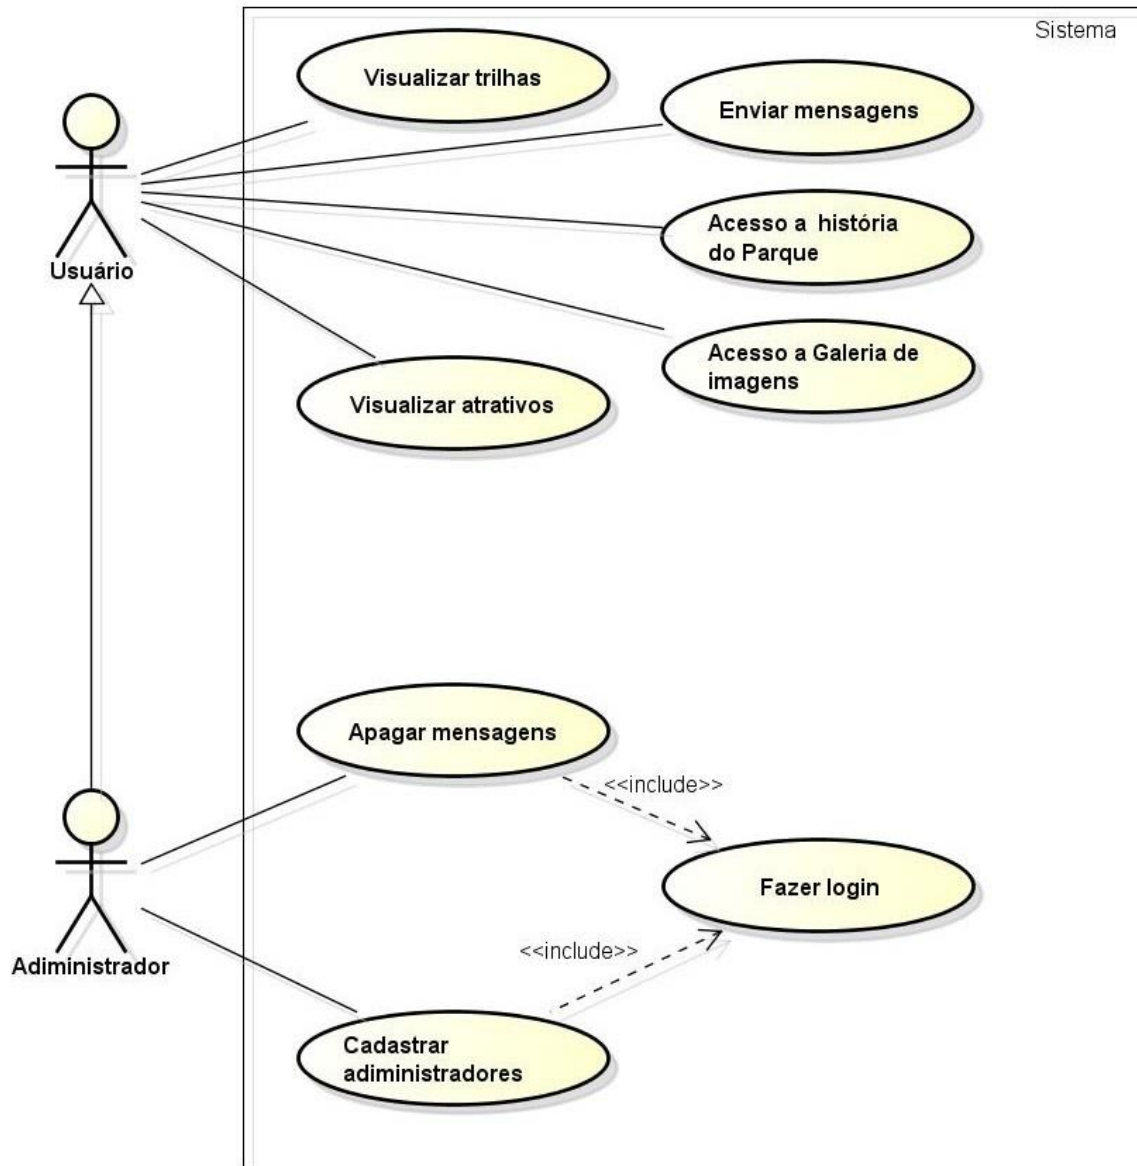 Sistema
Visualizar trilhas
Enviar mensagens
Acesso a história
do Parque
Usuário
Acesso a Galeria de
imagens
Visualizar atrativos
Apagar mensagens
<<include>>
Fazer login
<<include>>
Adiministrador
Cadastrar
adiministradores